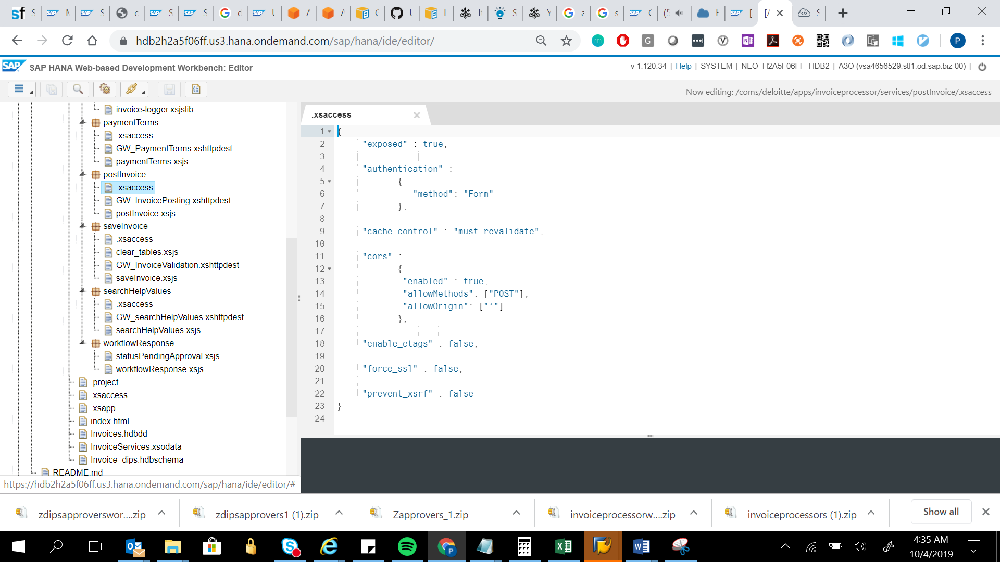 hdb2h2a5f06ff.us3.hana.ondemand.com/sap/hana/ide/editor/
SAP SAP HANA Web-based Development Workbench: Editor
v 1.120.34 | Help | SYSTEM | NEO_H2A5F06FF_HDB2 | A3O (vsa4656529.stl1.od.sap.biz 00) |
Now editing: /coms/deloitte/apps/invoiceprocessor/services/postInvoice/.xsaccess
invoice-logger.xsjslib
paymentTerms
.xsaccess
GW_PaymentTerms.xshttpdest
paymentTerms.xsjs
postInvoice
.xsaccess
GW_InvoicePosting.xshttpdest
postInvoice.xsjs
saveInvoice
.xsaccess
clear_tables.xsjs
GW_InvoiceValidation.xshttpdest
saveInvoice.xsjs
searchHelpValues
.xsaccess
GW_searchHelpValues.xshttpdest
searchHelpValues.xsjs
workflowResponse
statusPendingApproval.xsjs
workflowResponse.xsjs
.project
.xsaccess
.xsapp
index.html
Invoices.hdbdd
InvoiceServices.xsodata
Invoice_dips.hdbschema
README.md
https://hdb2h2a5f06ff.us3.hana.ondemand.com/sap/hana/ide/editor/#
.xsaccess
1 {
2 "exposed" : true,
3
4 "authentication" :
5 {
6 "method": "Form"
7 },
8
9 "cache_control" : "must-revalidate",
10
11 "cors" :
12 {
13 "enabled" : true,
14 "allowMethods": ["POST"],
15 "allowOrigin": ["*"]
16 },
17
18 "enable_etags" : false,
19
20 "force_ssl" : false,
21
22 "prevent_xsrf" : false
23 }
24
zdipsapproverswor....zip
zdipsapprovers1 (1).zip
Zapprovers_1.zip
invoiceprocessorw....zip
invoiceprocessors (1).zip
Show all
4:35 AM
10/4/2019